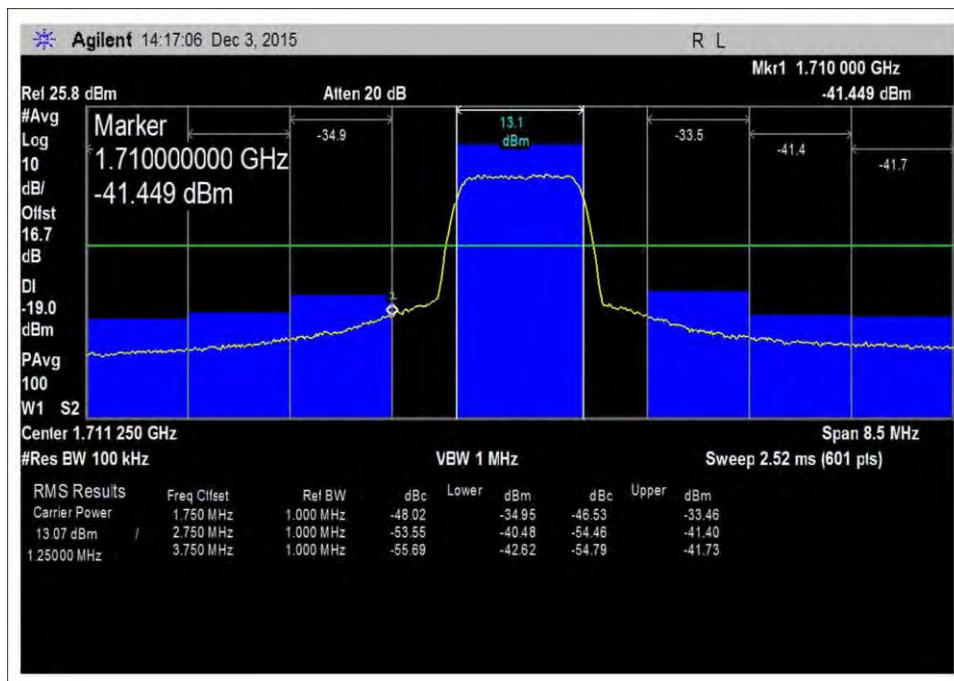 Agilent 14:17:06 Dec 3, 2015 R L
Mkr1 1.710 000 GHz
Rel 25.8 dBm Atten 20 dB -41.449 dBm
#Avg
Log
10
dB/
Offst
16.7
dB
DI
-19.0
dBm
PAvg
100
W1 S2
Marker
1.710000000 GHz
-41.449 dBm
-34.9
13.1
dBm
-33.5
-41.4
-41.7
1
Center 1.711 250 GHz Span 8.5 MHz
#Res BW 100 kHz VBW 1 MHz Sweep 2.52 ms (601 pts)
RMS Results Freq Offset Ref BW dBc Lower dBm dBc Upper dBm
Carrier Power 1.750 MHz 1.000 MHz -48.02 -34.95 -46.53 -33.46
13.07 dBm / 2.750 MHz 1.000 MHz -53.55 -40.48 -54.46 -41.40
1.25000 MHz 3.750 MHz 1.000 MHz -55.69 -42.62 -54.79 -41.73